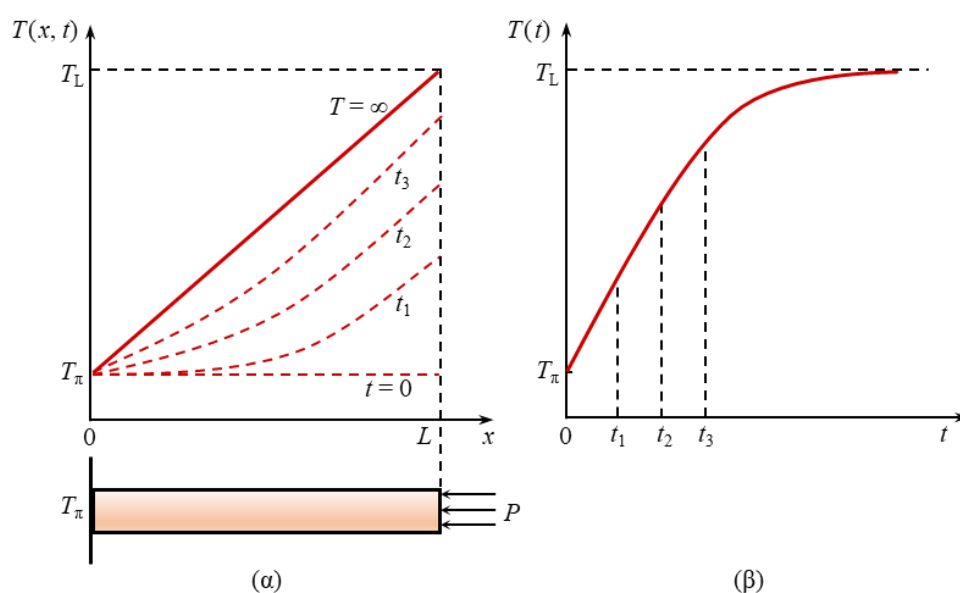 T(x, t)
T_L
T = ∞
t_3
t_2
t_1
T_π
t = 0
0
L
x
T_π
P
(α)
T(t)
T_L
T_π
0
t_1
t_2
t_3
t
(β)